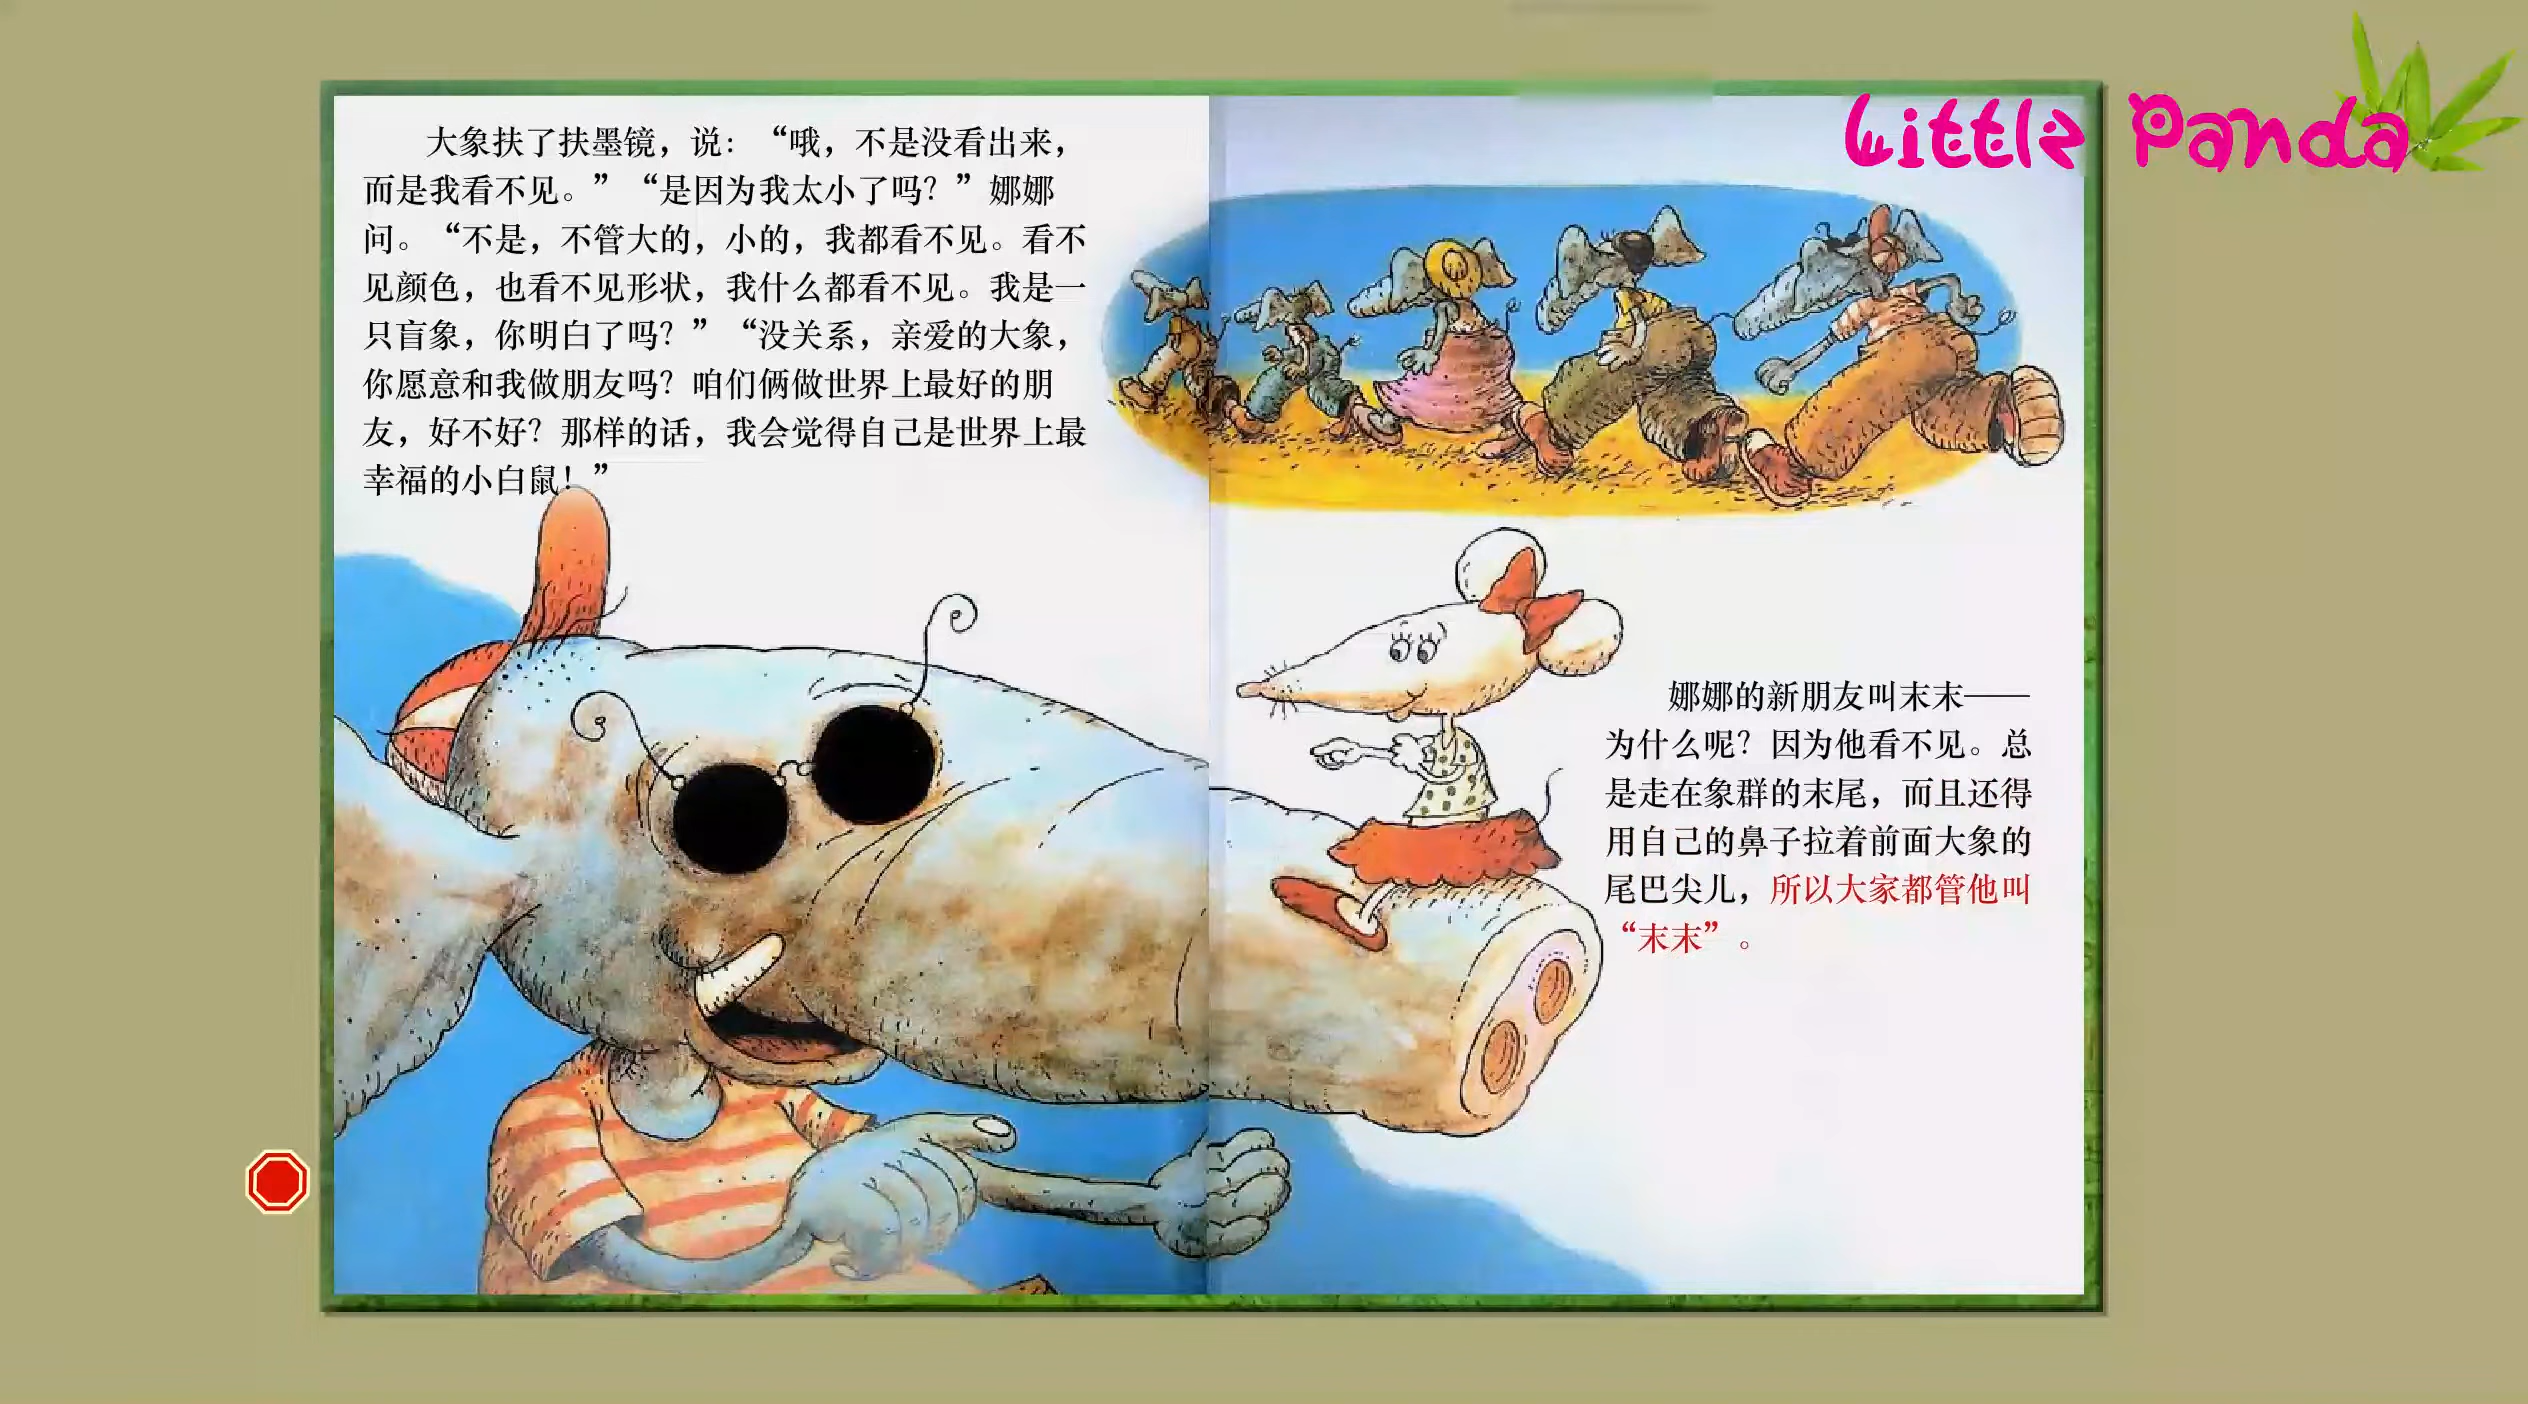 大象扶了扶墨镜，说：“哦，不是没看出来，
而是我看不见。”“是因为我太小了吗？”娜娜
问。“不是，不管大的，小的，我都看不见。看不
见颜色，也看不见形状，我什么都看不见。我是一
只盲象，你明白了吗？”“没关系，亲爱的大象，
你愿意和我做朋友吗？咱们俩做世界上最好的朋
友，好不好？那样的话，我会觉得自己是世界上最
幸福的小白鼠！”
Little Panda
娜娜的新朋友叫末末——
为什么呢？因为他看不见。总
是走在象群的末尾，而且还得
用自己的鼻子拉着前面大象的
尾巴尖儿，所以大家都管他叫
“末末”。